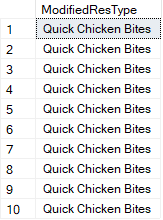 ModifiedResType
1 Quick Chicken Bites
2 Quick Chicken Bites
3 Quick Chicken Bites
4 Quick Chicken Bites
5 Quick Chicken Bites
6 Quick Chicken Bites
7 Quick Chicken Bites
8 Quick Chicken Bites
9 Quick Chicken Bites
10 Quick Chicken Bites